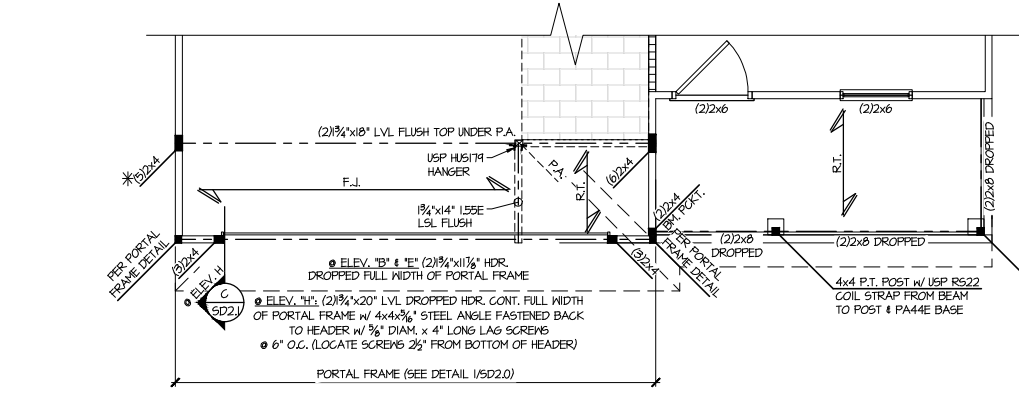 (2)2x6
(2)2x6
(2)1¾"x18" LVL FLUSH TOP UNDER P.A.
USP HUS179
HANGER
P.A.
(6)2x4
R.T.
R.T.
(2)2x8 DROPPED
(5)2x4
F.J.
1¾"x14" 1.55E
LSL FLUSH
(2)2x4
BM. PCKT.
PER PORTAL
FRAME DETAIL
(3)2x4
PER PORTAL
FRAME DETAIL
(3)2x4
(2)2x8
DROPPED
(2)2x8 DROPPED
@ ELEV. "B" & "E" (2)1¾"x11⅞" HDR.
DROPPED FULL WIDTH OF PORTAL FRAME
4x4 P.T. POST W/ USP RS22
COIL STRAP FROM BEAM
TO POST & PA44E BASE
@ ELEV. H
C
SD2.1
@ ELEV. "H": (2)1¾"x20" LVL DROPPED HDR. CONT. FULL WIDTH
OF PORTAL FRAME W/ 4x4x5/16" STEEL ANGLE FASTENED BACK
TO HEADER W/ ⅝" DIAM. x 4" LONG LAG SCREWS
@ 6" O.C. (LOCATE SCREWS 2½" FROM BOTTOM OF HEADER)
PORTAL FRAME (SEE DETAIL 1/SD2.0)